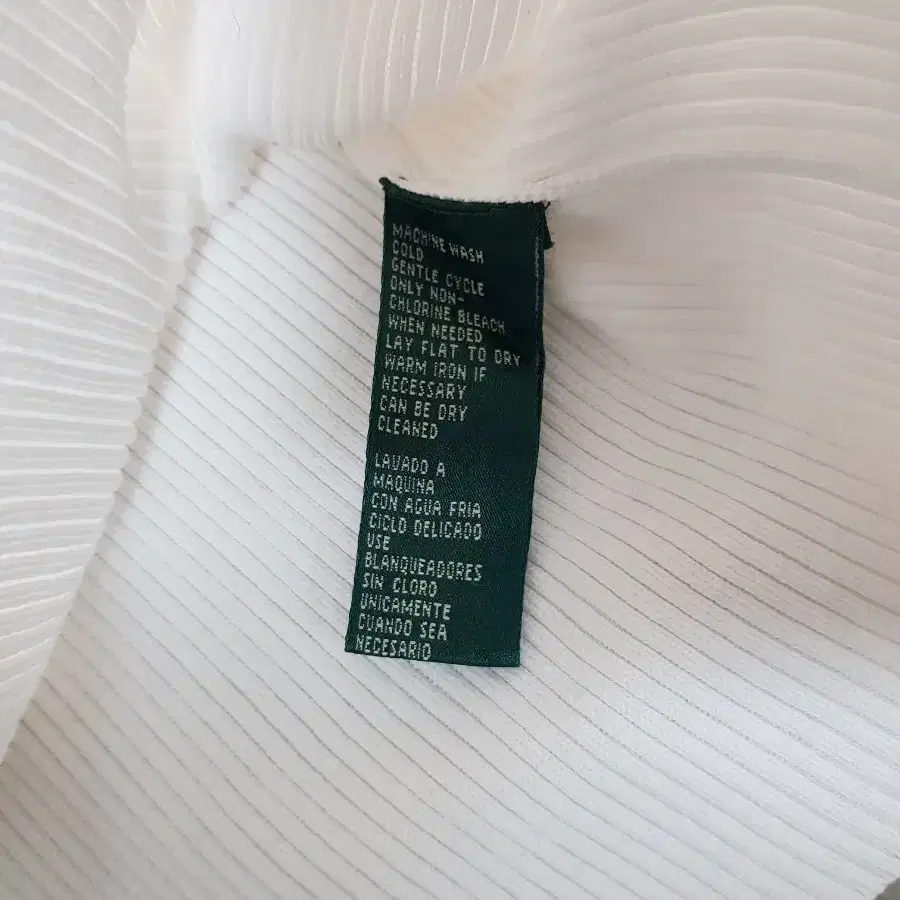 MACHINE WASH
COLD
GENTLE CYCLE
ONLY NON-
CHLORINE BLEACH
WHEN NEEDED
LAY FLAT TO DRY
WARM IRON IF
NECESSARY
CAN BE DRY
CLEANED
LAVADO A
MAQUINA
CON AGUA FRIA
CICLO DELICADO
USE
BLANQUEADORES
SIN CLORO
UNICAMENTE
CUANDO SEA
NECESARIO